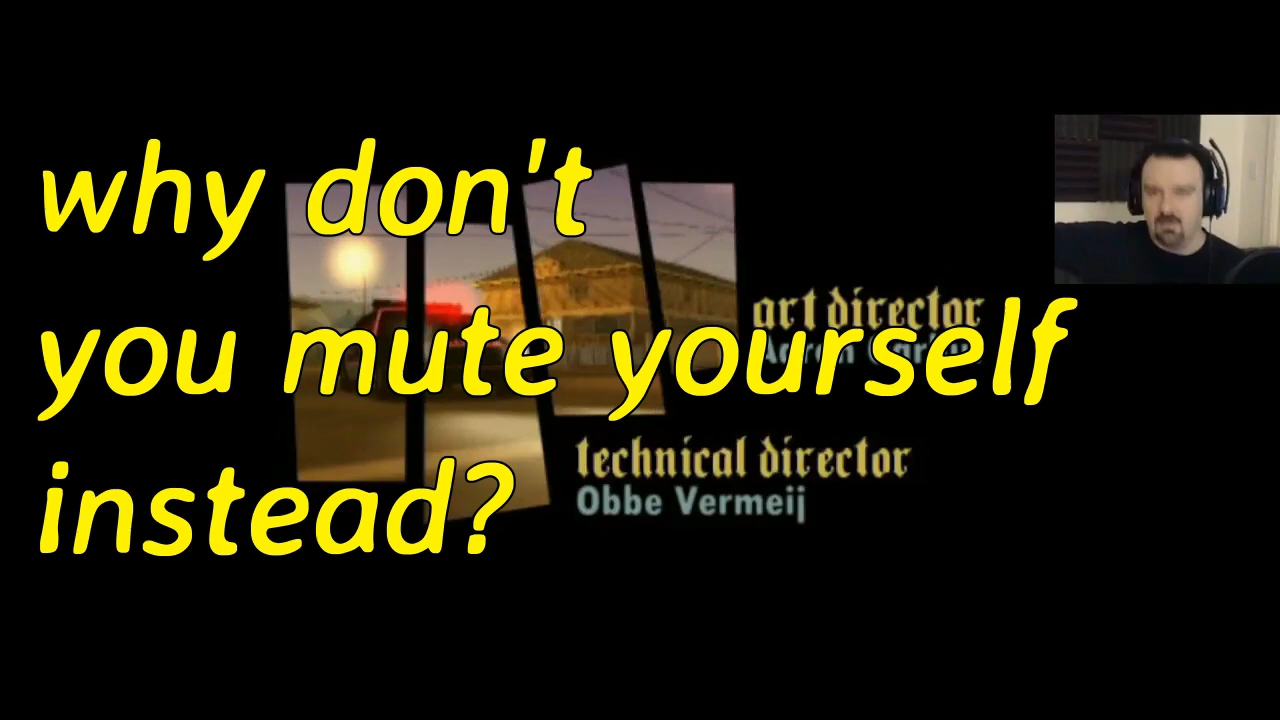 why don't
you mute yourself
instead?
art director
technical director
Obbe Vermeij